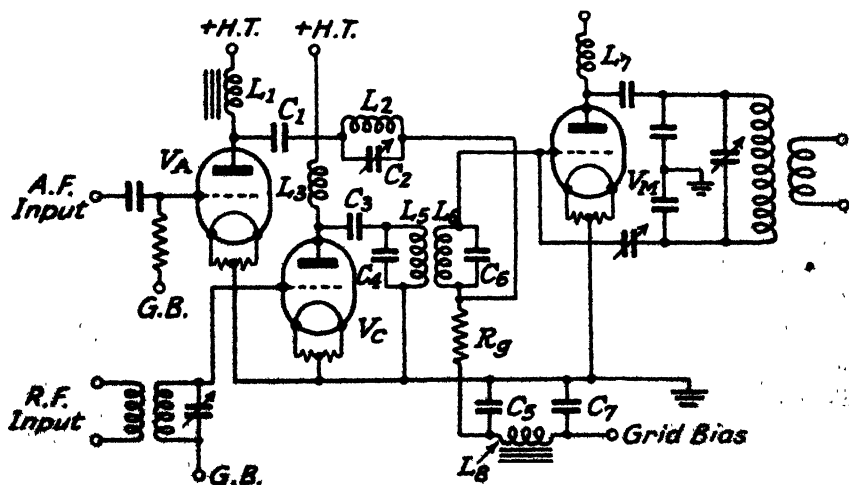 +H.T.
+H.T.
L7
L1
C1
L2
VA
C2
VM
A.F.
Input
L3
C3
L5
L6
C4
C6
G.B.
VC
Rg
R.F.
Input
C5
C7
LB
Grid Bias
G.B.